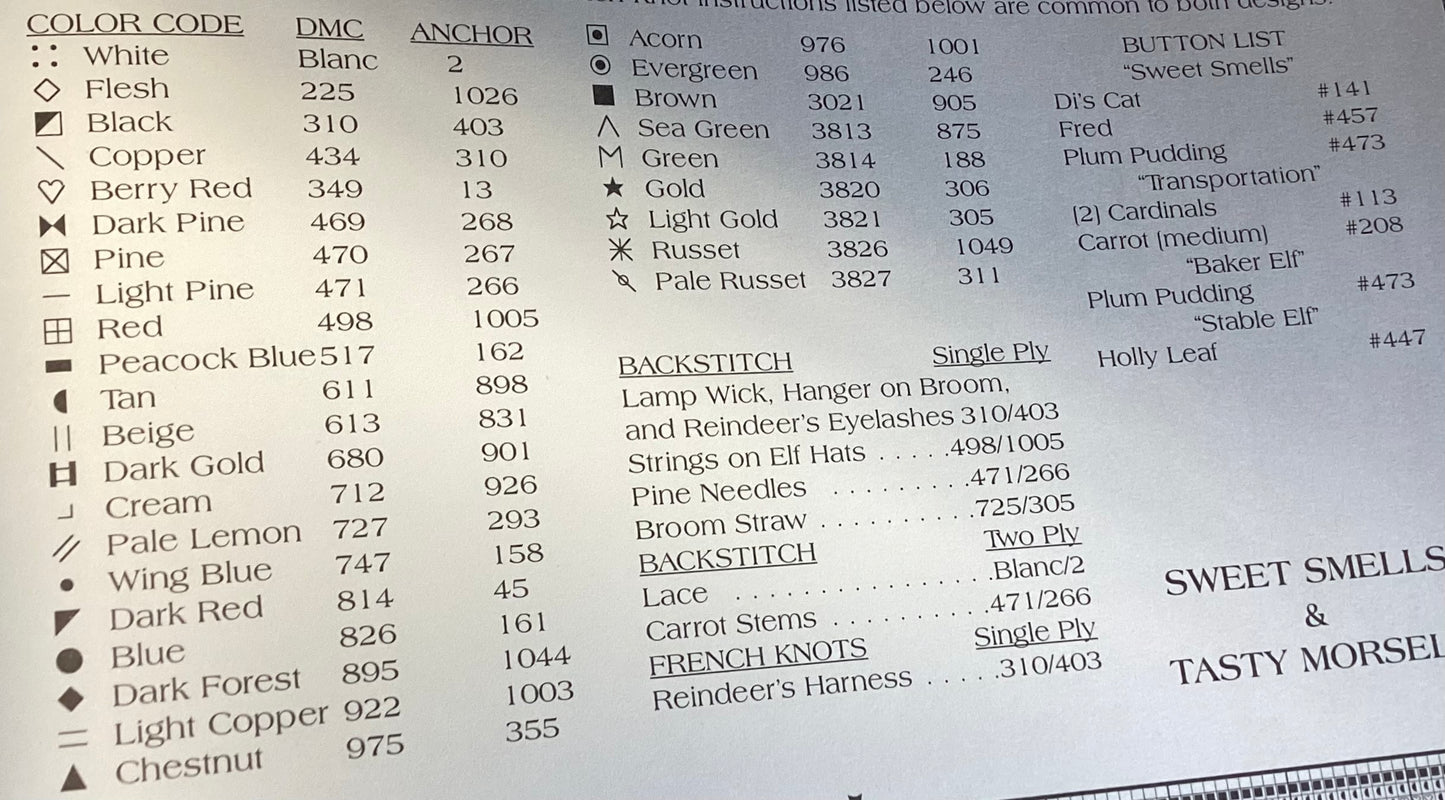 Knot instructions listed below are common to both designs.
COLOR CODE DMC ANCHOR
White Blanc 2
Flesh 225 1026
Black 310 403
Copper 434 310
Berry Red 349 13
Dark Pine 469 268
Pine 470 267
Light Pine 471 266
Red 498 1005
Peacock Blue 517 162
Tan 611 898
Beige 613 831
Dark Gold 680 901
Cream 712 926
Pale Lemon 727 293
Wing Blue 747 158
Dark Red 814 45
Blue 826 161
Dark Forest 895 1044
Light Copper 922 1003
Chestnut 975 355
Acorn 976 1001
Evergreen 986 246
Brown 3021 905
Sea Green 3813 875
Green 3814 188
Gold 3820 306
Light Gold 3821 305
Russet 3826 1049
Pale Russet 3827 311
BACKSTITCH Single Ply
Lamp Wick, Hanger on Broom,
and Reindeer's Eyelashes 310/403
Strings on Elf Hats . . . . .498/1005
Pine Needles . . . . . . . . .471/266
Broom Straw . . . . . . . . . .725/305
BACKSTITCH Two Ply
Lace . . . . . . . . . . . . . . .Blanc/2
Carrot Stems . . . . . . . . .471/266
FRENCH KNOTS Single Ply
Reindeer's Harness . . . . .310/403
BUTTON LIST
“Sweet Smells”
Di's Cat #141
Fred #457
Plum Pudding #473
“Transportation”
(2) Cardinals #113
Carrot (medium) #208
“Baker Elf”
Plum Pudding #473
“Stable Elf”
Holly Leaf #447
SWEET SMELLS
&
TASTY MORSEL